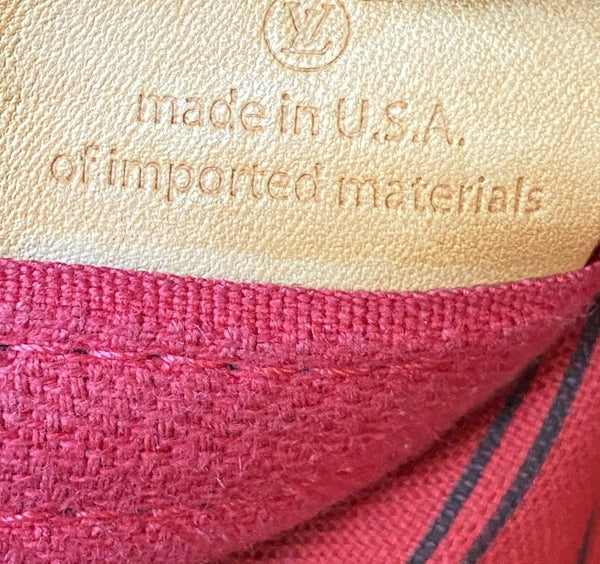 LV
made in U.S.A.
of imported materials